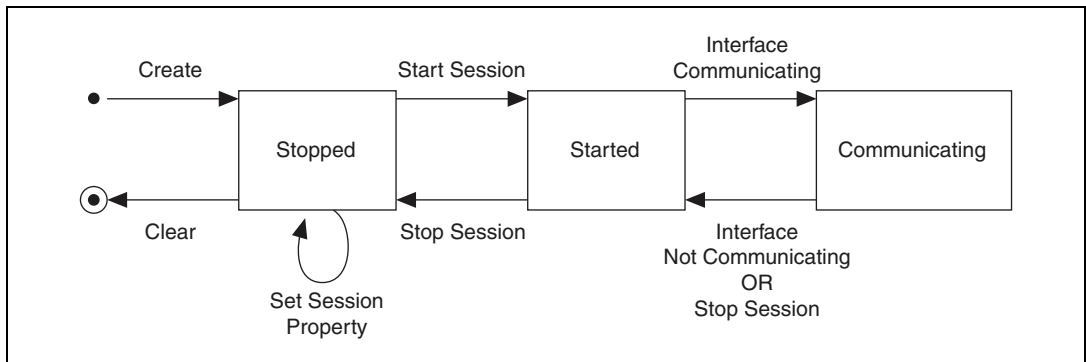 Create
Start Session
Interface
Communicating
Stopped
Started
Communicating
Clear
Stop Session
Interface
Not Communicating
OR
Stop Session
Set Session
Property